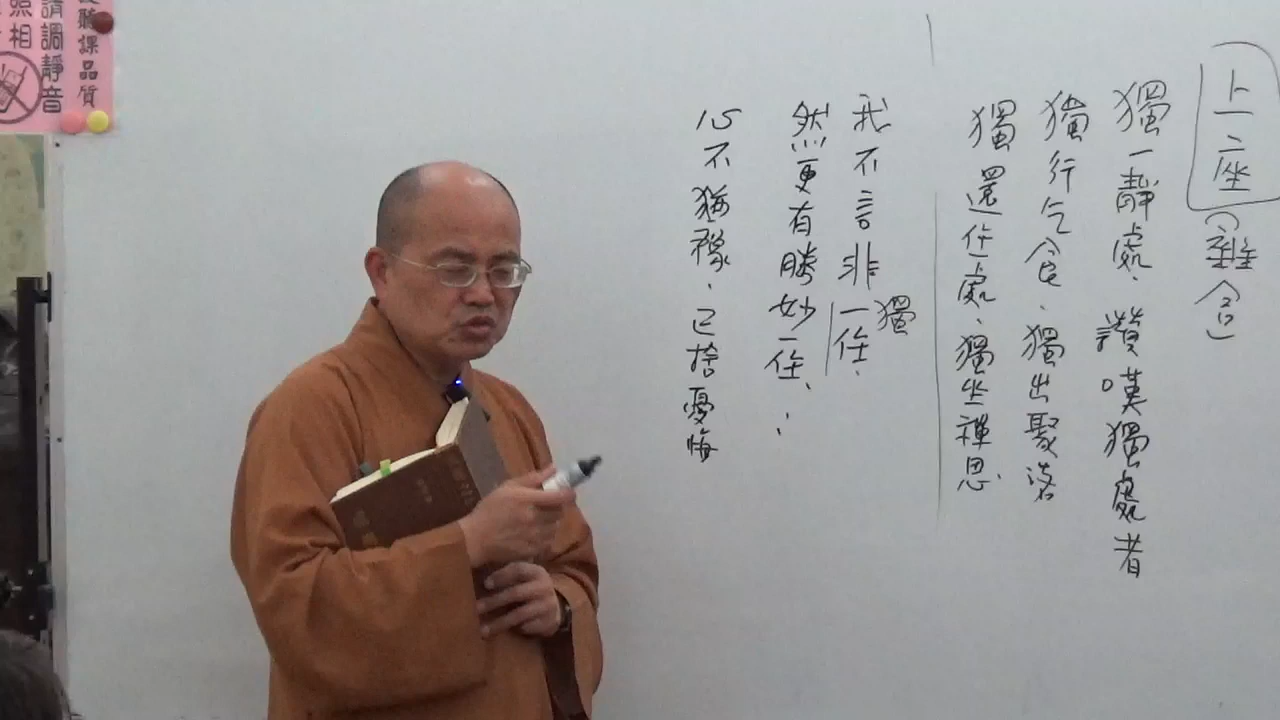 上座(雜含)
獨一靜處、讚嘆獨處者
獨行乞食、獨出聚落
獨還住處、獨坐禪思、
我不言非一住、
獨
然更有勝妙一住、
心不猶豫、已捨憂悔
聽課品質
請調靜音
照相